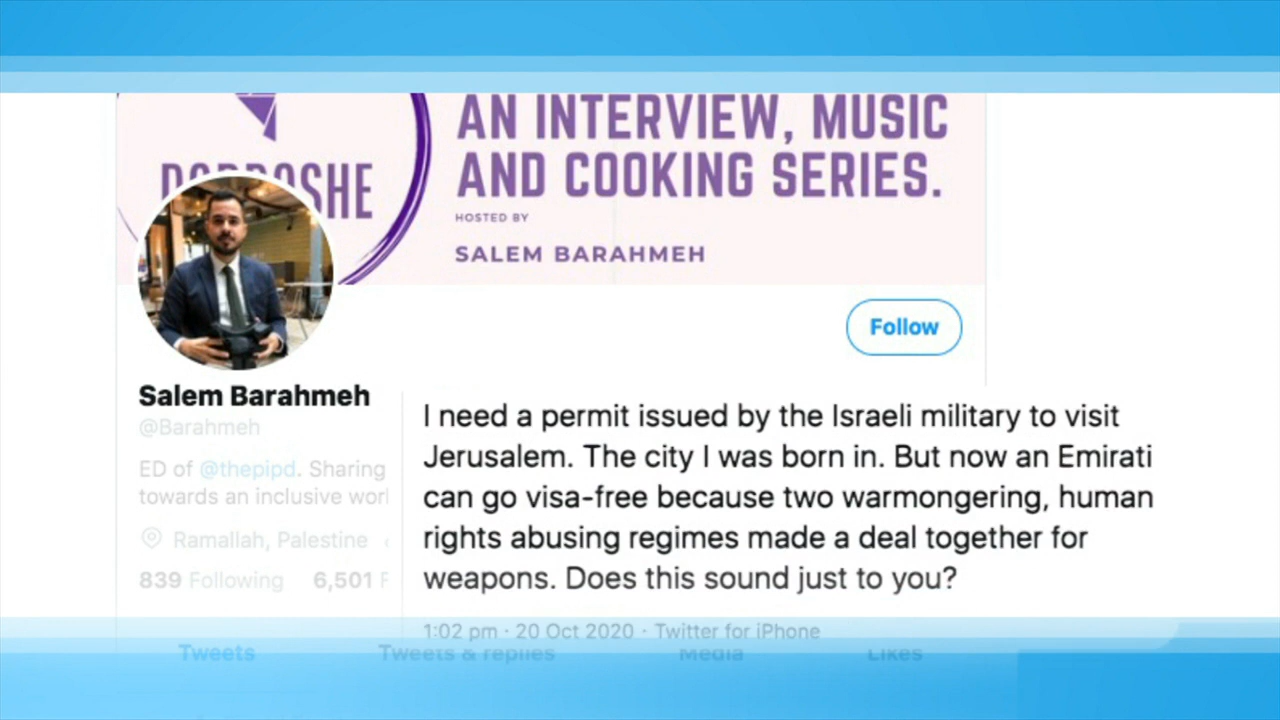 AN INTERVIEW, MUSIC
AND COOKING SERIES.
HOSTED BY
SALEM BARAHMEH
Follow
Salem Barahmeh
@Barahmeh
ED of @thepipd. Sharing
towards an inclusive
Ramallah, Palestine
839 Following 6,501
I need a permit issued by the Israeli military to visit
Jerusalem. The city I was born in. But now an Emirati
can go visa-free because two warmongering, human
rights abusing regimes made a deal together for
weapons. Does this sound just to you?
1:02 pm · 20 Oct 2020 · Twitter for iPhone
Tweets Tweets & replies Media Likes